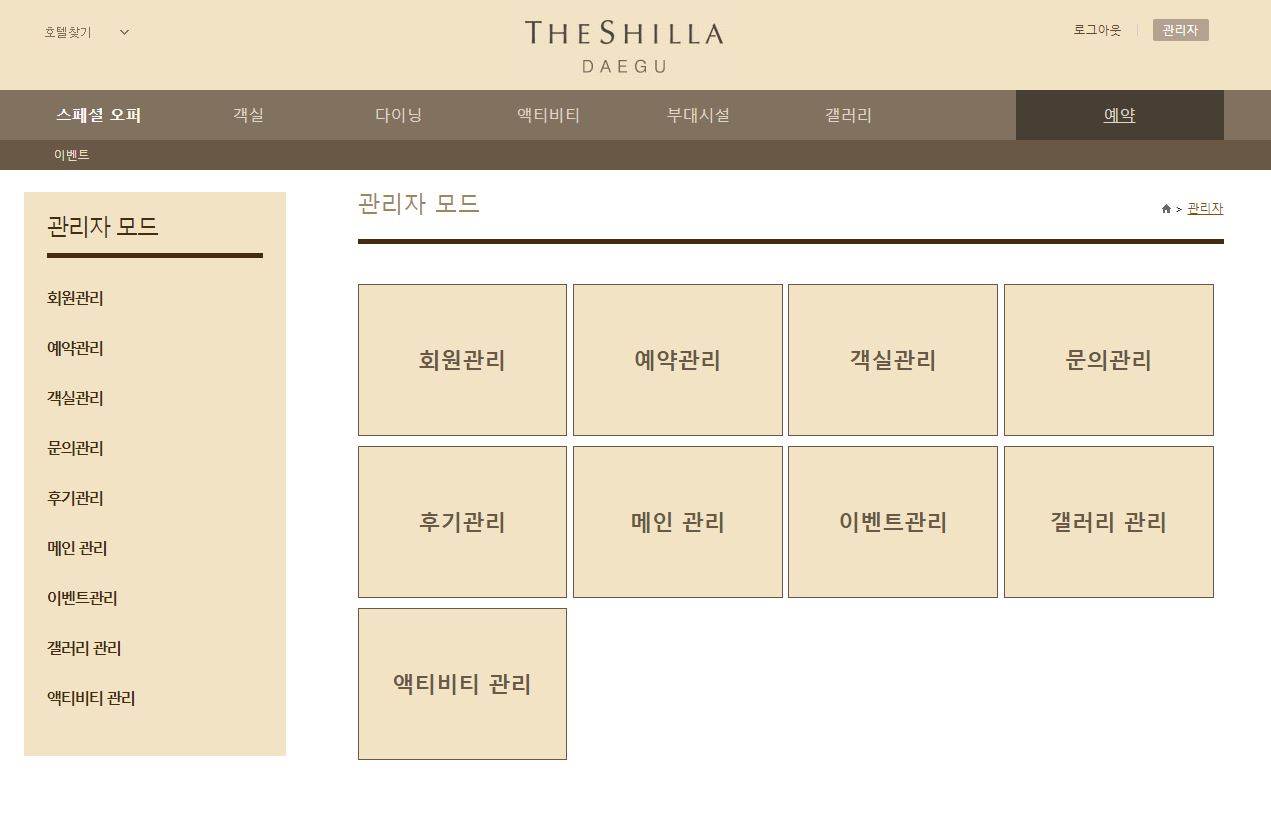 호텔찾기
THE SHILLA
DAEGU
로그아웃
관리자
스페셜 오퍼
객실
다이닝
액티비티
부대시설
갤러리
예약
이벤트
관리자 모드
회원관리
예약관리
객실관리
문의관리
후기관리
메인 관리
이벤트관리
갤러리 관리
액티비티 관리
관리자 모드
> 관리자
회원관리
예약관리
객실관리
문의관리
후기관리
메인 관리
이벤트관리
갤러리 관리
액티비티 관리